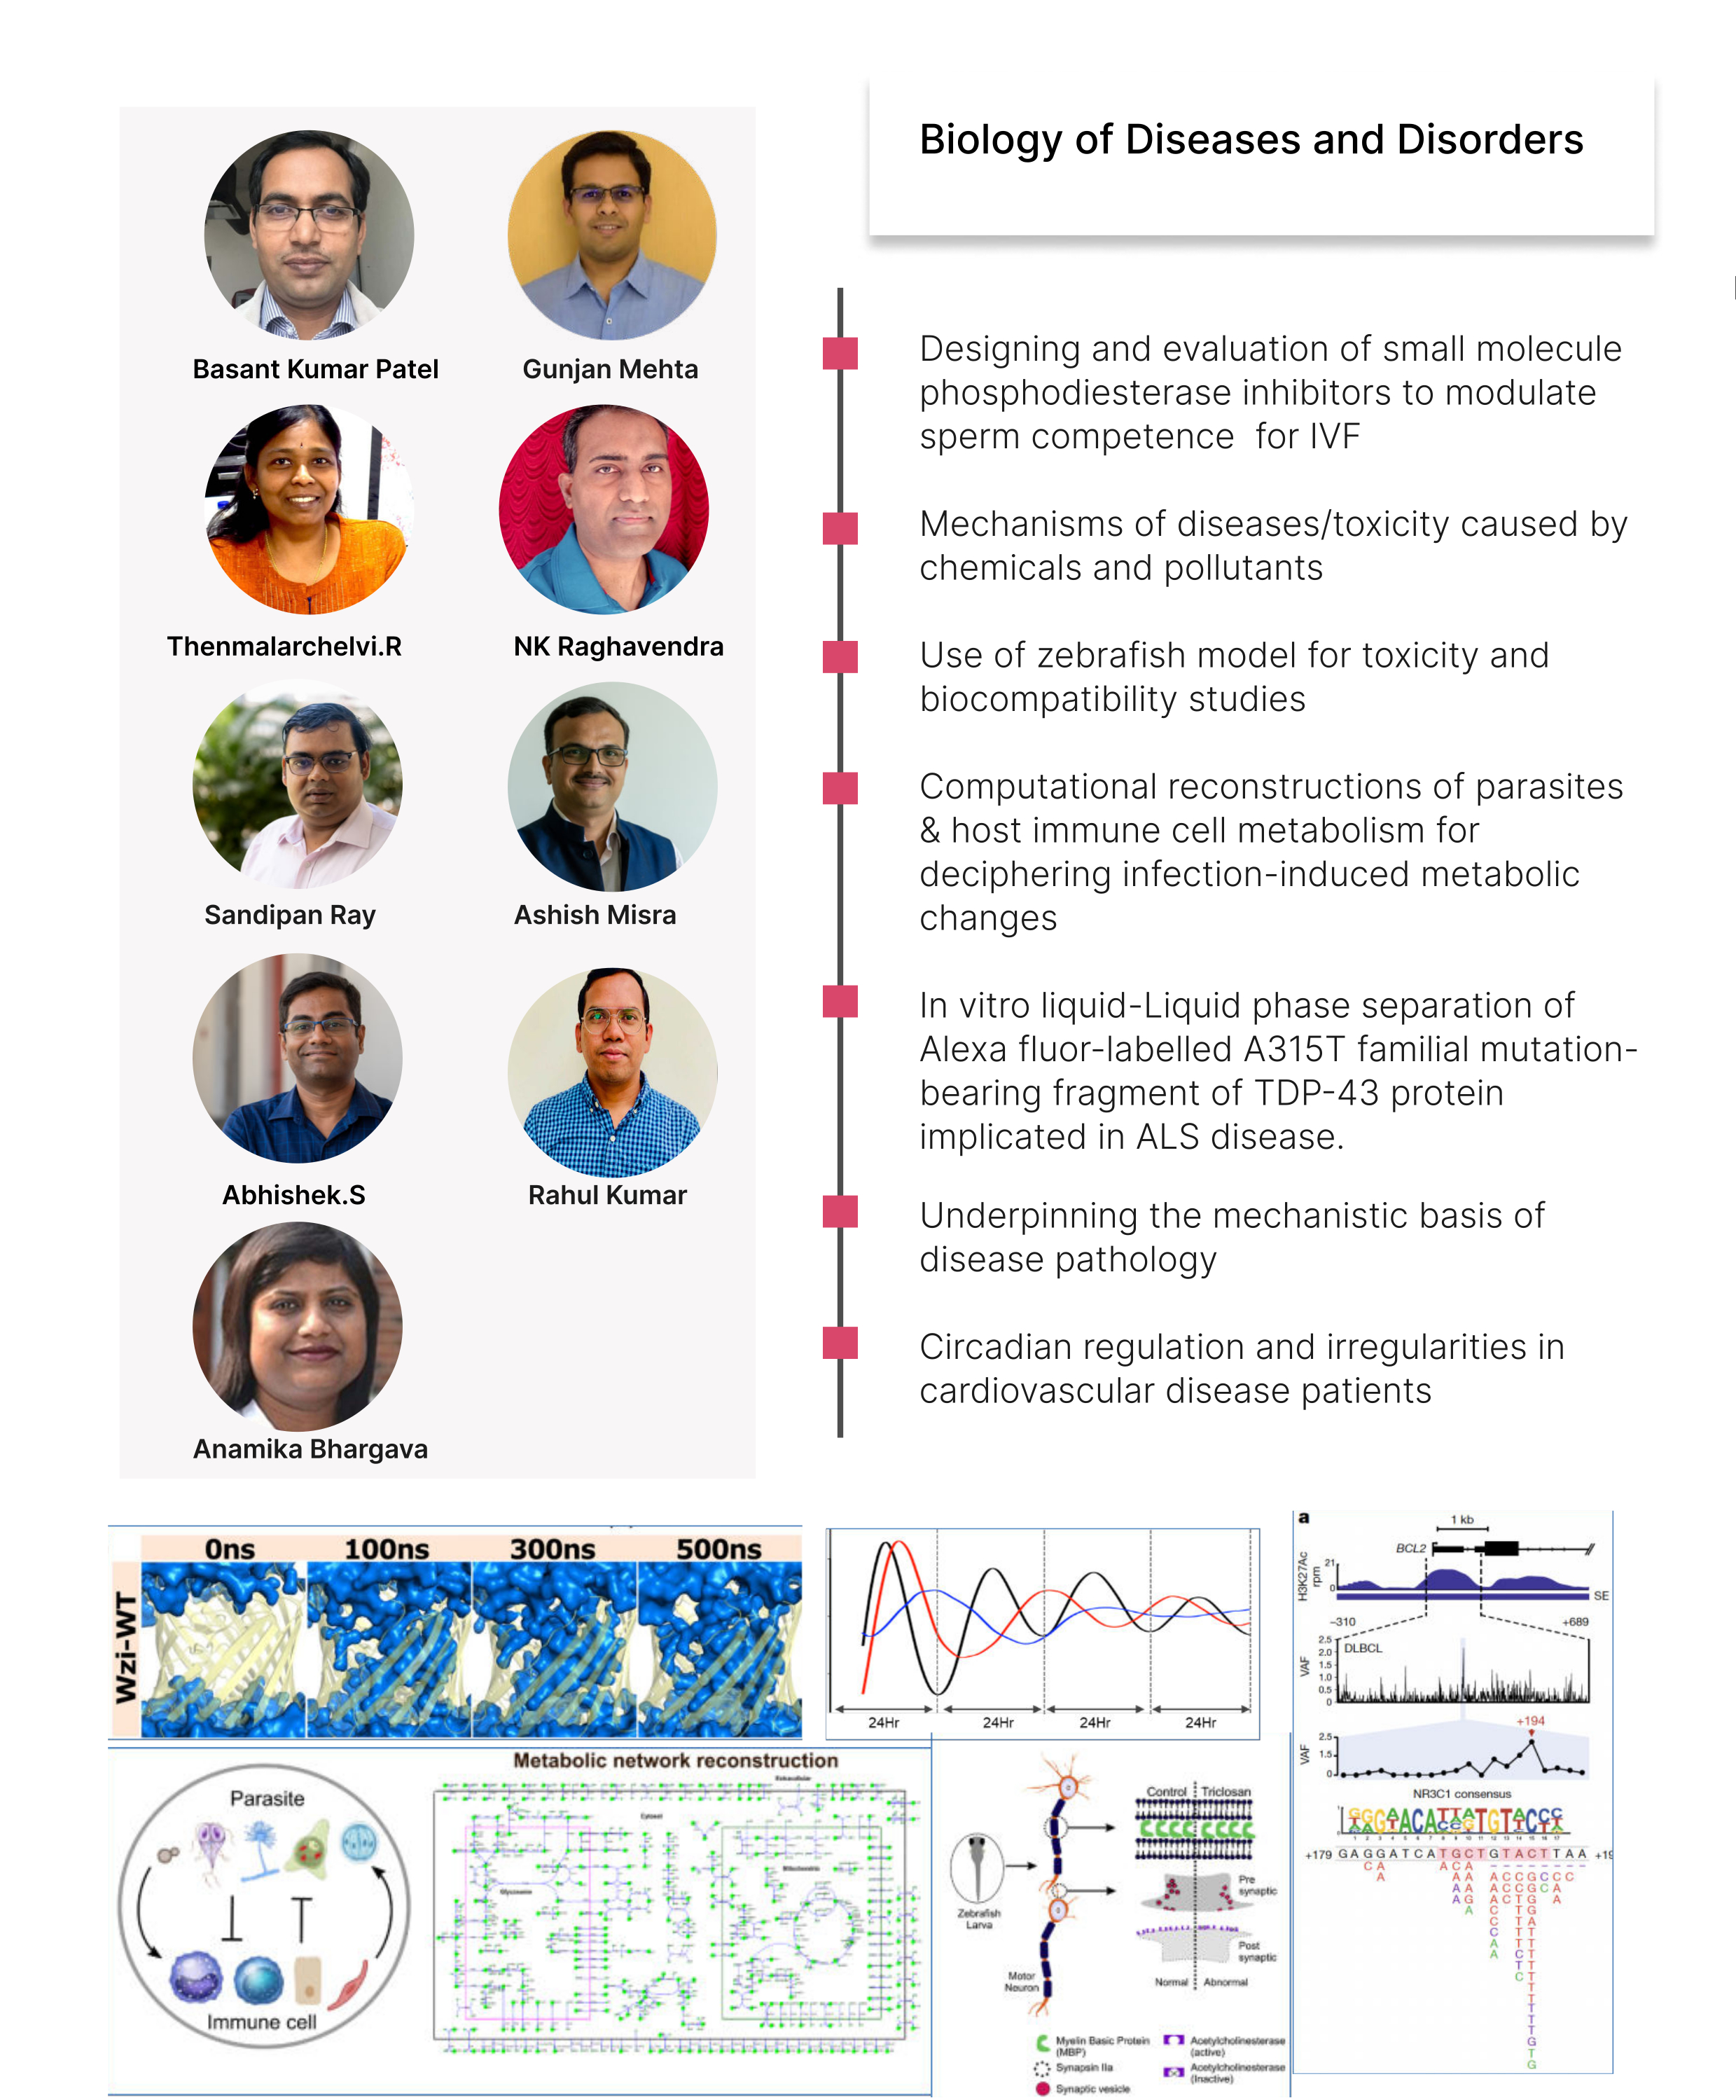 Biology of Diseases and Disorders
Basant Kumar Patel
Gunjan Mehta
Thenmalarchelvi.R
NK Raghavendra
Sandipan Ray
Ashish Misra
Abhishek.S
Rahul Kumar
Anamika Bhargava
Designing and evaluation of small molecule
phosphodiesterase inhibitors to modulate
sperm competence for IVF
Mechanisms of diseases/toxicity caused by
chemicals and pollutants
Use of zebrafish model for toxicity and
biocompatibility studies
Computational reconstructions of parasites
& host immune cell metabolism for
deciphering infection-induced metabolic
changes
In vitro liquid-Liquid phase separation of
Alexa fluor-labelled A315T familial mutation-
bearing fragment of TDP-43 protein
implicated in ALS disease.
Underpinning the mechanistic basis of
disease pathology
Circadian regulation and irregularities in
cardiovascular disease patients
0ns 100ns 300ns 500ns
Wzi-WT
24Hr 24Hr 24Hr 24Hr
a
1 kb
BCL2
H3K27Ac
rpm
21
0
SE
-310 +689
DLBCL
VAF
2.5
2.0
1.5
1.0
0.5
0
+194
VAF
2.5
1.5
0
NR3C1 consensus
+179 GAGGATCATGCTGTACTTAA
Parasite
Immune cell
Metabolic network reconstruction
Control Triclosan
Zebrafish
Larva
Motor
Neuron
Pre
synaptic
Post
synaptic
Normal Abnormal
Myelin Basic Protein
(MBP)
Synapsin IIa
Synaptic vesicle
Acetylcholinesterase
(active)
Acetylcholinesterase
(Inactive)